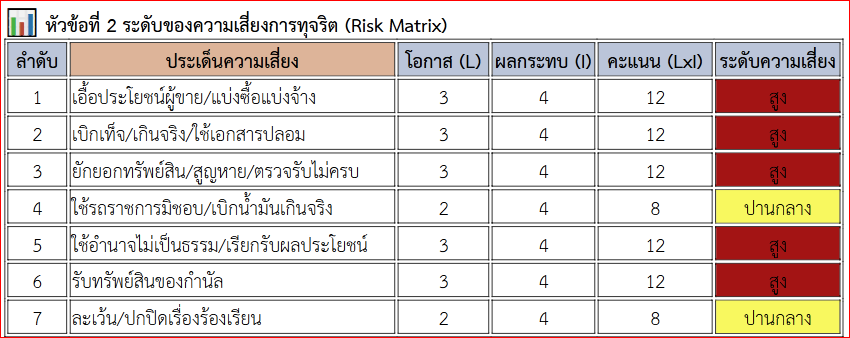 หัวข้อที่ 2 ระดับของความเสี่ยงการทุจริต (Risk Matrix)
ลำดับ ประเด็นความเสี่ยง โอกาส (L) ผลกระทบ (I) คะแนน (LxI) ระดับความเสี่ยง
1 เอื้อประโยชน์ผู้ขาย/แบ่งซื้อแบ่งจ้าง 3 4 12 สูง
2 เบิกเท็จ/เกินจริง/ใช้เอกสารปลอม 3 4 12 สูง
3 ยักยอกทรัพย์สิน/สูญหาย/ตรวจรับไม่ครบ 3 4 12 สูง
4 ใช้รถราชการมิชอบ/เบิกน้ำมันเกินจริง 2 4 8 ปานกลาง
5 ใช้อำนาจไม่เป็นธรรม/เรียกรับผลประโยชน์ 3 4 12 สูง
6 รับทรัพย์สินของกำนัล 3 4 12 สูง
7 ละเว้น/ปกปิดเรื่องร้องเรียน 2 4 8 ปานกลาง